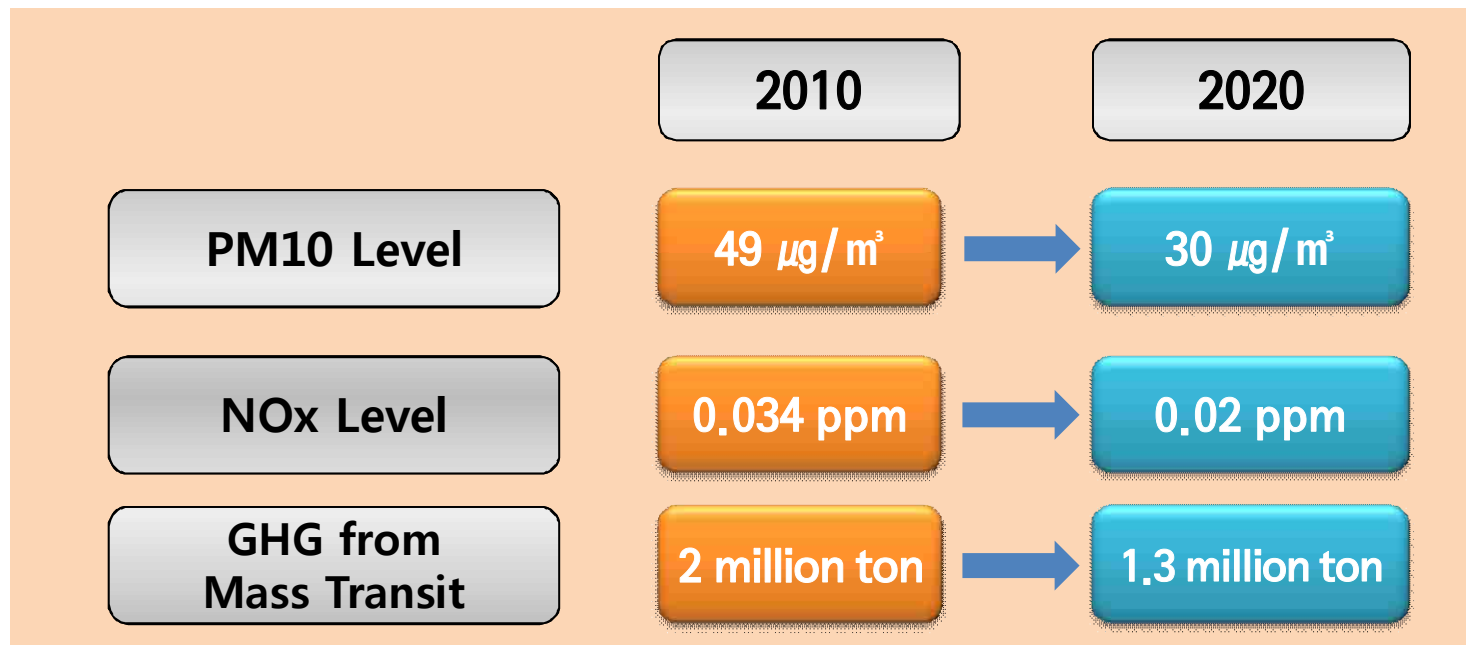 2010 2020
PM10 Level 49 ㎍/㎥ 30 ㎍/㎥
NOx Level 0.034 ppm 0.02 ppm
GHG from
Mass Transit 2 million ton 1.3 million ton